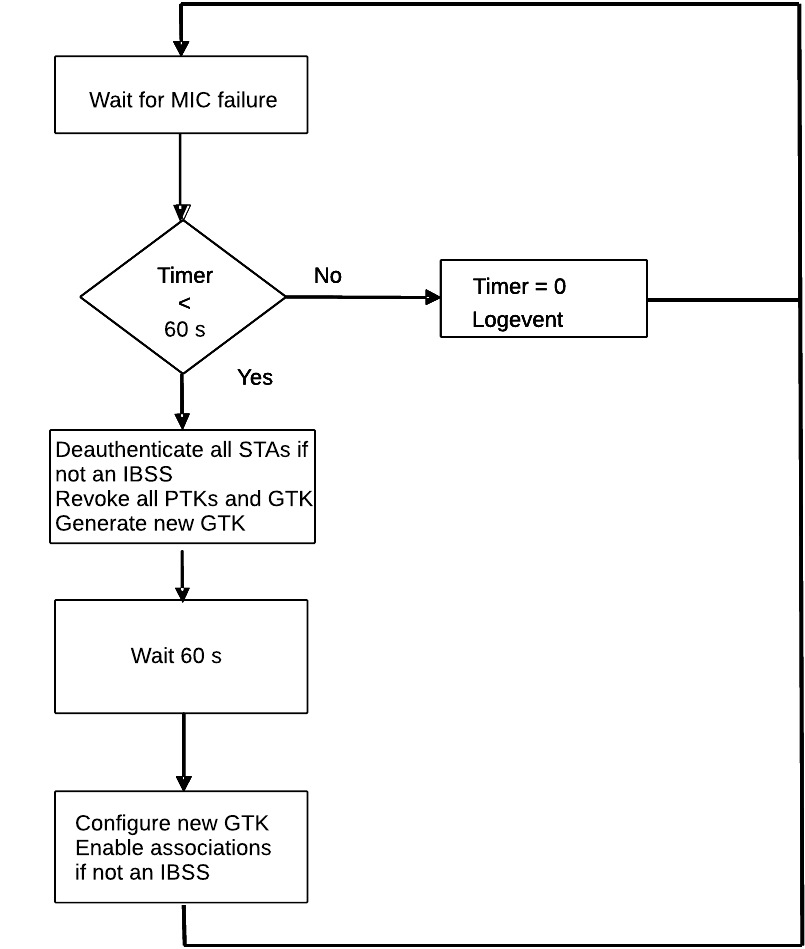 Wait for MIC failure
Timer
<
60 s
No
Timer = 0
Logevent
Yes
Deauthenticate all STAs if
not an IBSS
Revoke all PTKs and GTK
Generate new GTK
Wait 60 s
Configure new GTK
Enable associations
if not an IBSS